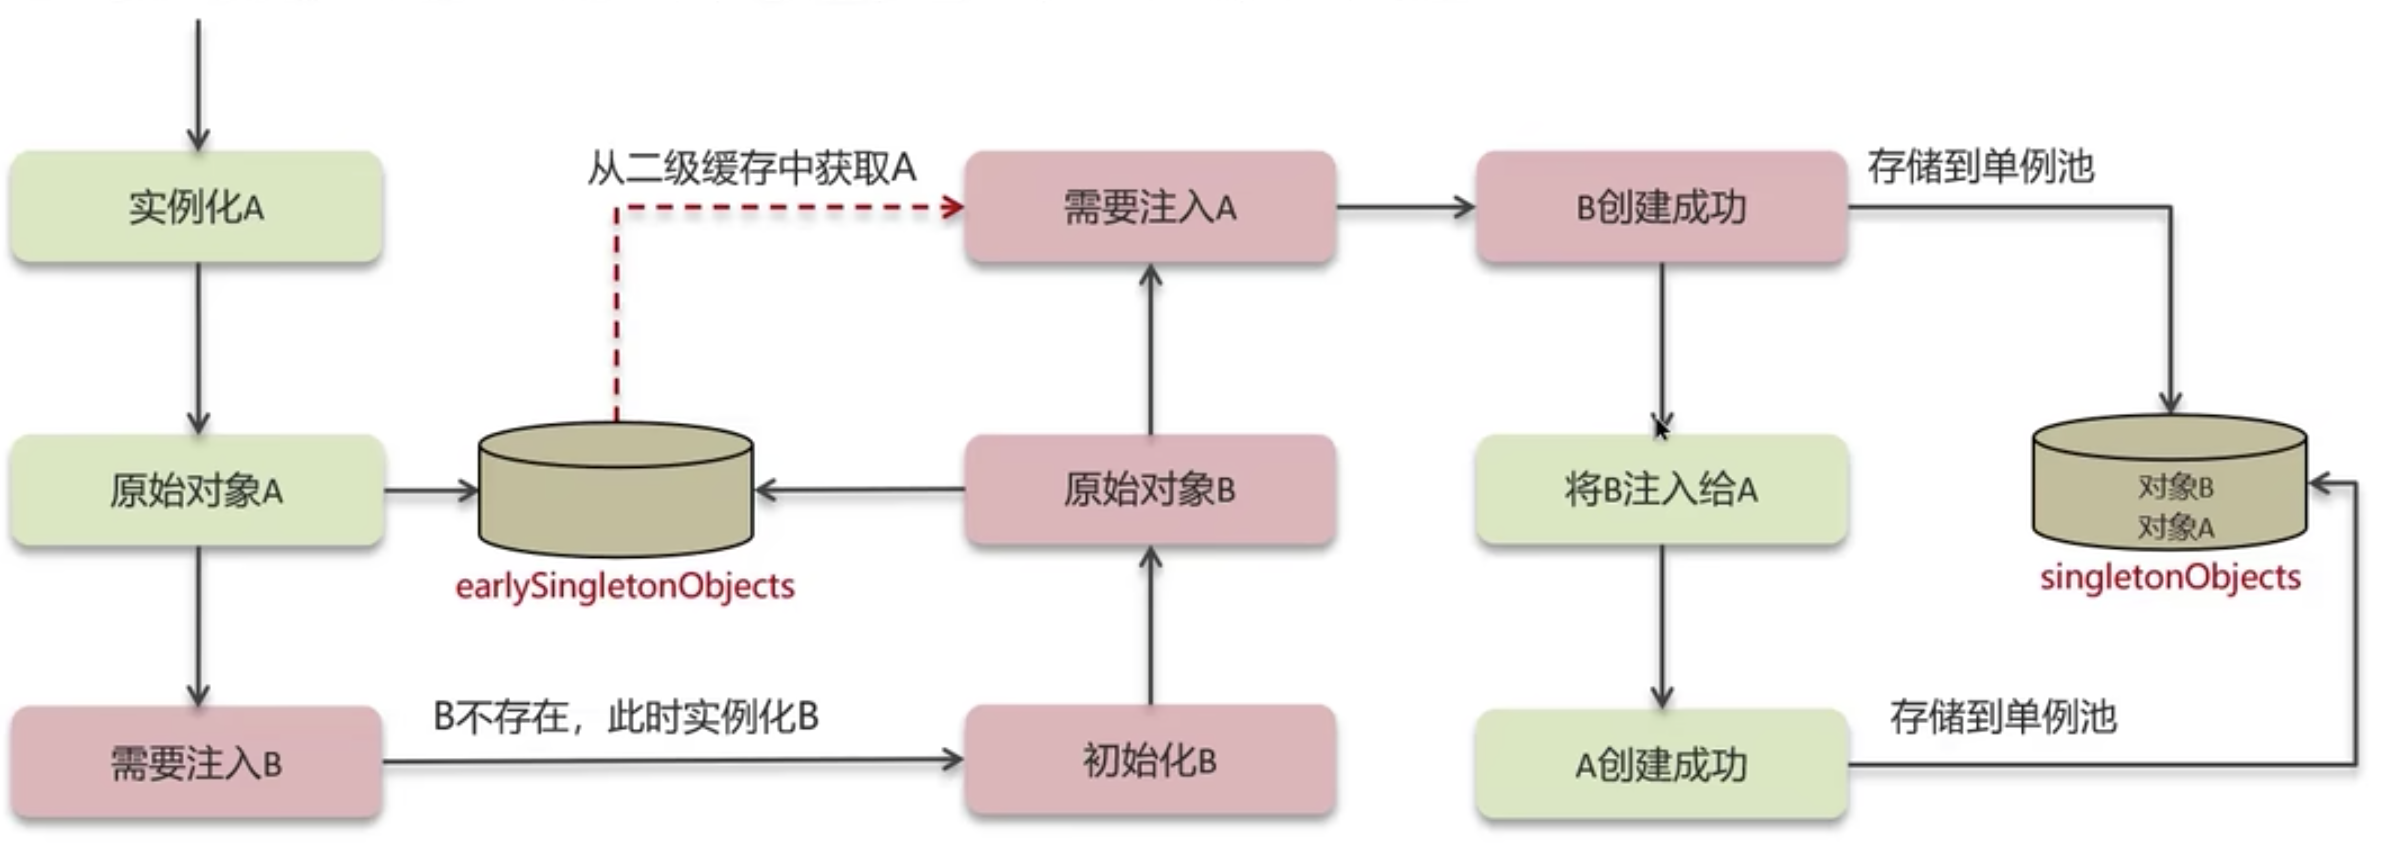 从二级缓存中获取A
存储到单例池
实例化A
需要注入A
B创建成功
原始对象A
原始对象B
将B注入给A
对象B
对象A
earlySingletonObjects
singletonObjects
B不存在，此时实例化B
存储到单例池
需要注入B
初始化B
A创建成功